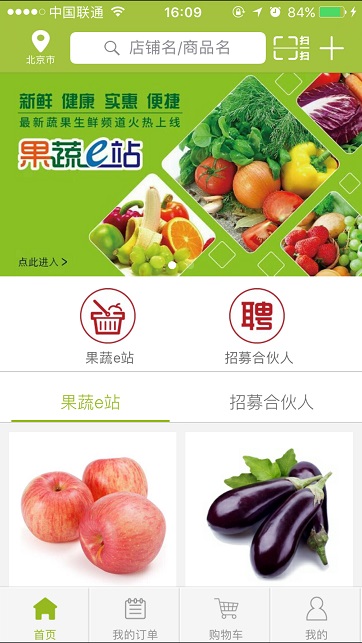 中国联通 16:09 84%
北京市
店铺名/商品名
扫扫
新鲜 健康 实惠 便捷
最新蔬果生鲜频道火热上线
果蔬e站
点此进入 >
果蔬e站 招募合伙人
聘
果蔬e站 招募合伙人
首页 我的订单 购物车 我的